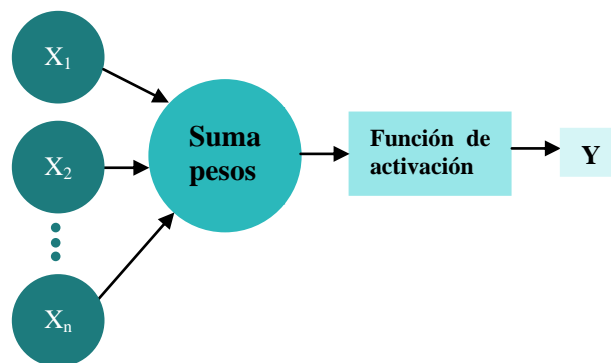 X₁
X₂
Xₙ
Suma
pesos
Función de
activación
Y